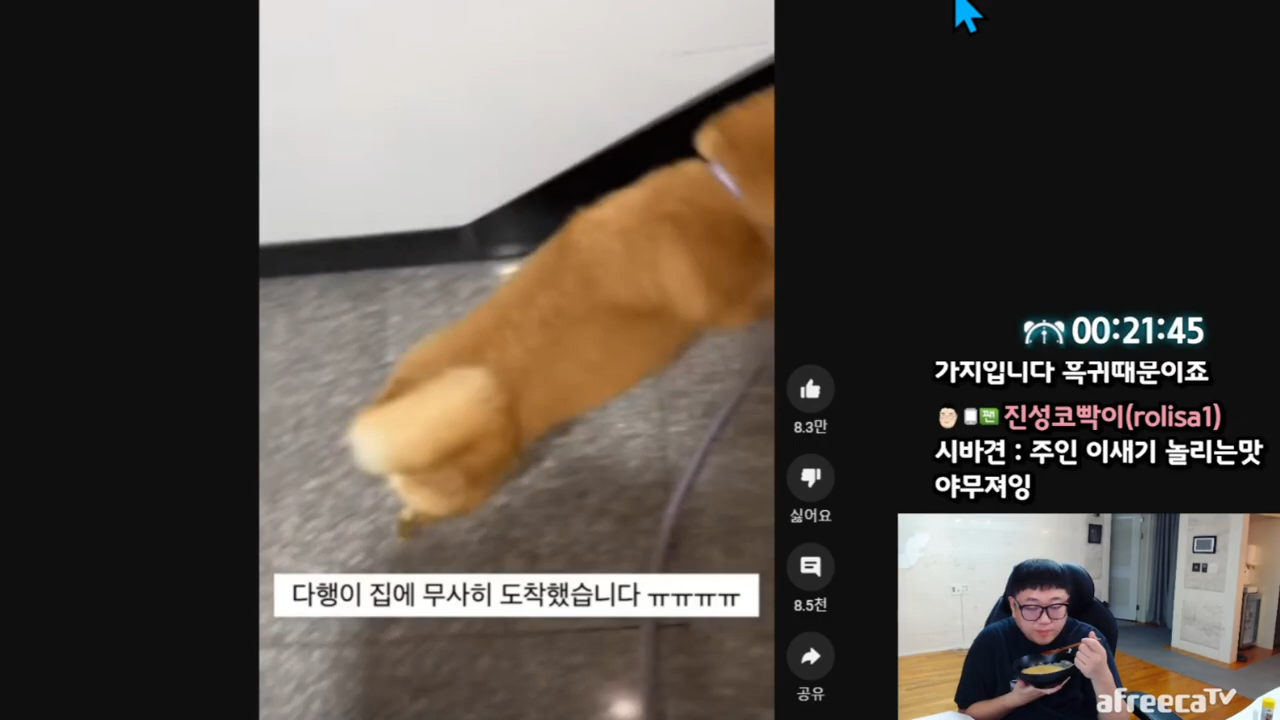 00:21:45
가지입니다 흑귀때문이죠
진성코빡이(rolisa1)
시바견 : 주인 이새기 놀리는맛
야무져잉
8.3만
싫어요
8.5천
공유
다행이 집에 무사히 도착했습니다 ㅠㅠㅠㅠ
afreecaTV